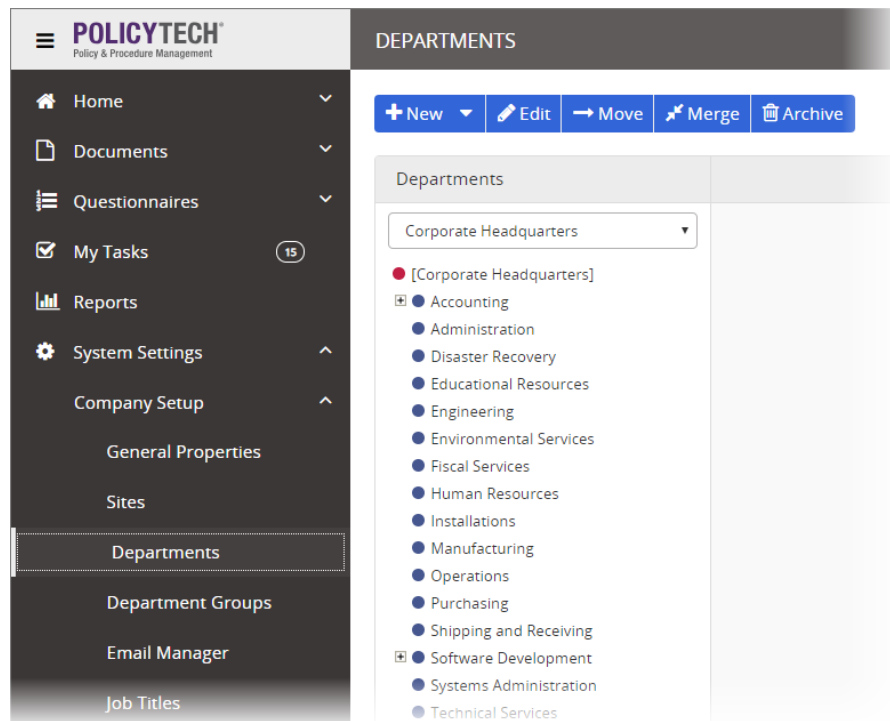 POLICYTECH®
Policy & Procedure Management
DEPARTMENTS
Home
Documents
Questionnaires
My Tasks 15
Reports
System Settings
Company Setup
General Properties
Sites
Departments
Department Groups
Email Manager
Job Titles
New Edit Move Merge Archive
Departments
Corporate Headquarters
[Corporate Headquarters]
Accounting
Administration
Disaster Recovery
Educational Resources
Engineering
Environmental Services
Fiscal Services
Human Resources
Installations
Manufacturing
Operations
Purchasing
Shipping and Receiving
Software Development
Systems Administration
Technical Services